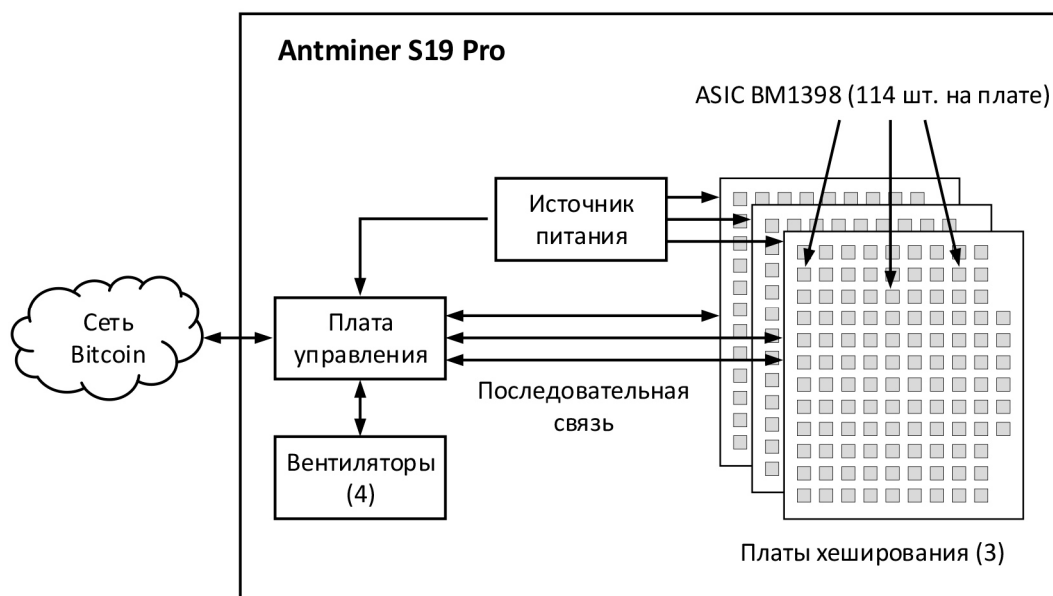 Antminer S19 Pro
ASIC BM1398 (114 шт. на плате)
Источник
питания
Сеть
Bitcoin
Плата
управления
Последовательная
связь
Вентиляторы
(4)
Платы хеширования (3)